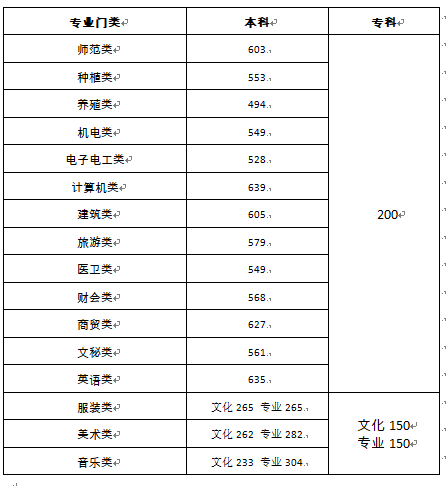 专业门类 本科 专科
师范类 603
种植类 553
养殖类 494
机电类 549
电子电工类 528
计算机类 639
建筑类 605 200
旅游类 579
医卫类 549
财会类 568
商贸类 627
文秘类 561
英语类 635
服装类 文化 265 专业 265
文化 150
美术类 文化 262 专业 282
专业 150
音乐类 文化 233 专业 304